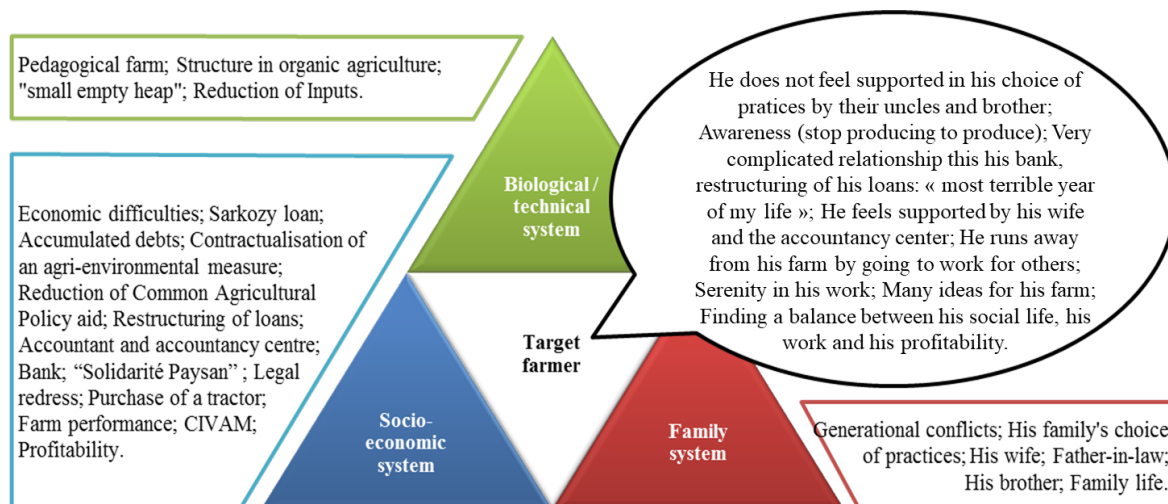 Pedagogical farm; Structure in organic agriculture;
"small empty heap"; Reduction of Inputs.
Economic difficulties; Sarkozy loan;
Accumulated debts; Contractualisation of
an agri-environmental measure;
Reduction of Common Agricultural
Policy aid; Restructuring of loans;
Accountant and accountancy centre;
Bank; “Solidarité Paysan” ; Legal
redress; Purchase of a tractor;
Farm performance; CIVAM;
Profitability.
Biological /
technical
system
He does not feel supported in his choice of
pratices by their uncles and brother;
Awareness (stop producing to produce); Very
complicated relationship this his bank,
restructuring of his loans: « most terrible year
of my life »; He feels supported by his wife
and the accountancy center; He runs away
from his farm by going to work for others;
Serenity in his work; Many ideas for his farm;
Finding a balance between his social life, his
work and his profitability.
Target
farmer
Socio-
economic
system
Family
system
Generational conflicts; His family's choice
of practices; His wife; Father-in-law;
His brother; Family life.